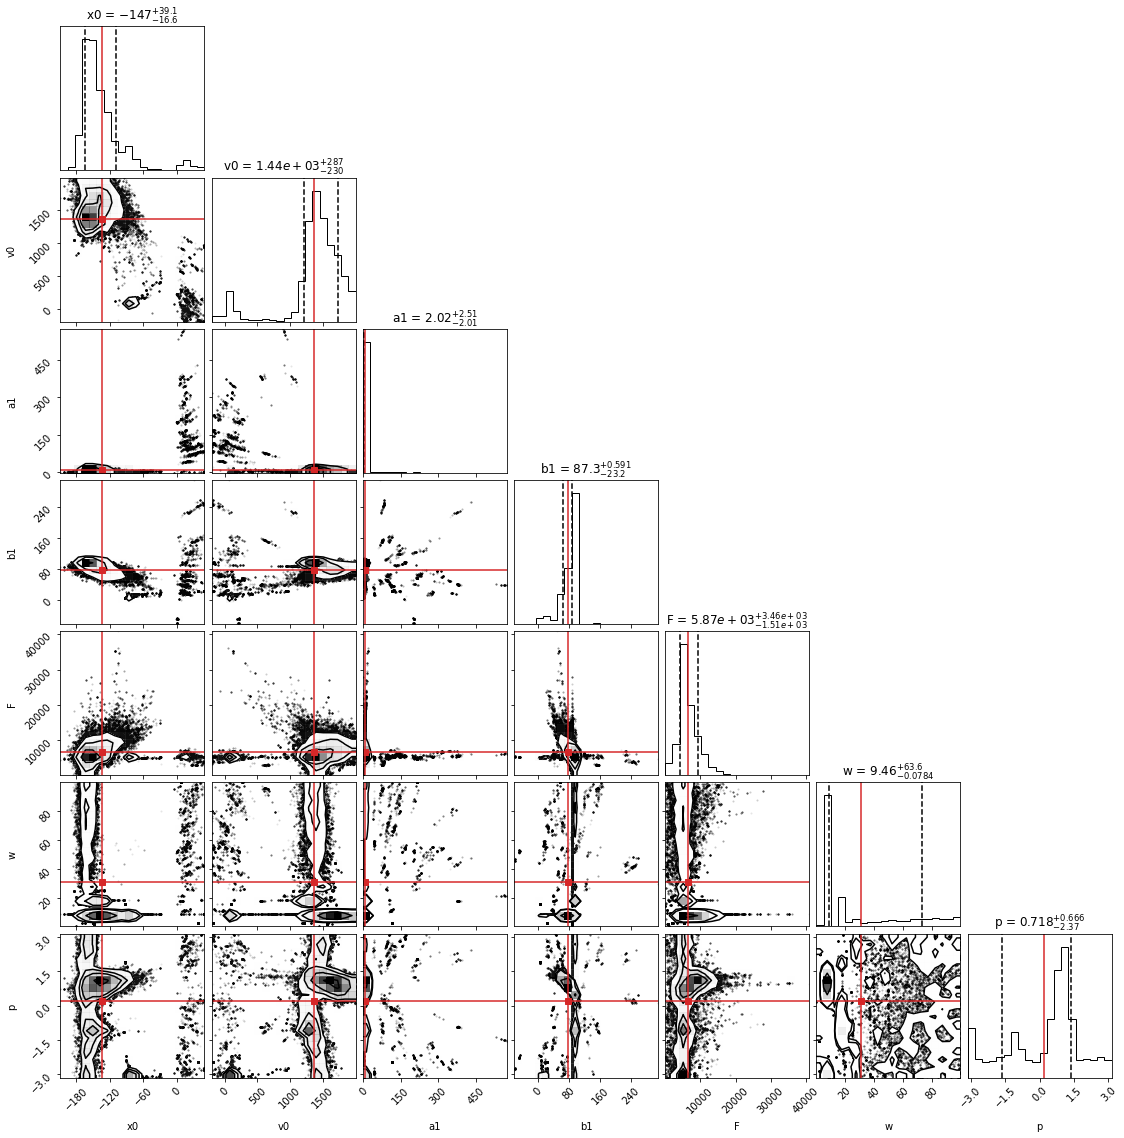 x0 = −147+39.1−16.6
v0 = 1.44e + 03+287−230
v0
1500
1000
500
0
a1 = 2.02+2.51−2.01
a1
450
300
150
0
b1 = 87.3+0.591−23.2
b1
240
160
80
0
F = 5.87e + 03+3.46e + 03−1.51e + 03
F
40000
30000
20000
10000
w = 9.46+63.6−0.0784
w
80
60
40
20
p = 0.718+0.666−2.37
p
3.0
1.5
0.0
−1.5
−3.0
−180 −120 −60 0 0 500 1000 1500 0 150 300 450 0 80 160 240 10000 20000 30000 40000 20 40 60 80 −3.0 −1.5 0.0 1.5 3.0
x0 v0 a1 b1 F w p